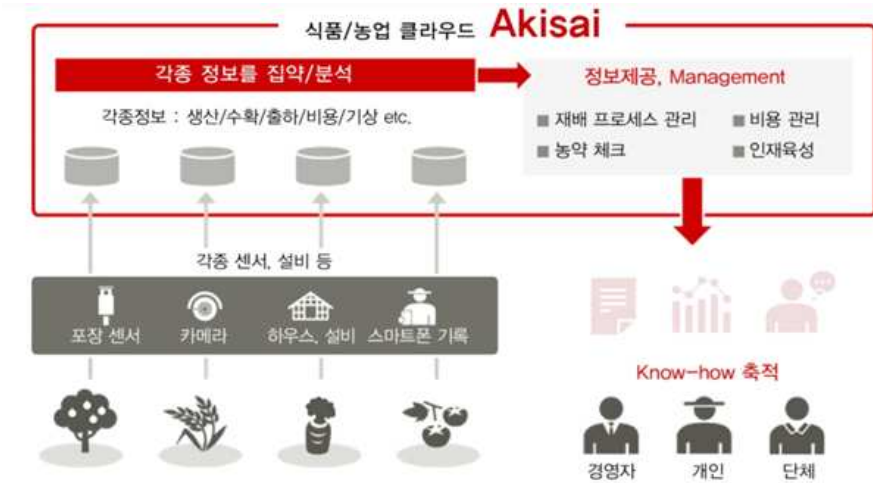 식품/농업 클라우드 Akisai
각종 정보를 집약/분석
각종정보 : 생산/수확/출하/비용/기상 etc.
정보제공, Management
■ 재배 프로세스 관리
■ 비용 관리
■ 농약 체크
■ 인재육성
각종 센서, 설비 등
포장 센서
카메라
하우스, 설비
스마트폰 기록
Know-how 축적
경영자
개인
단체